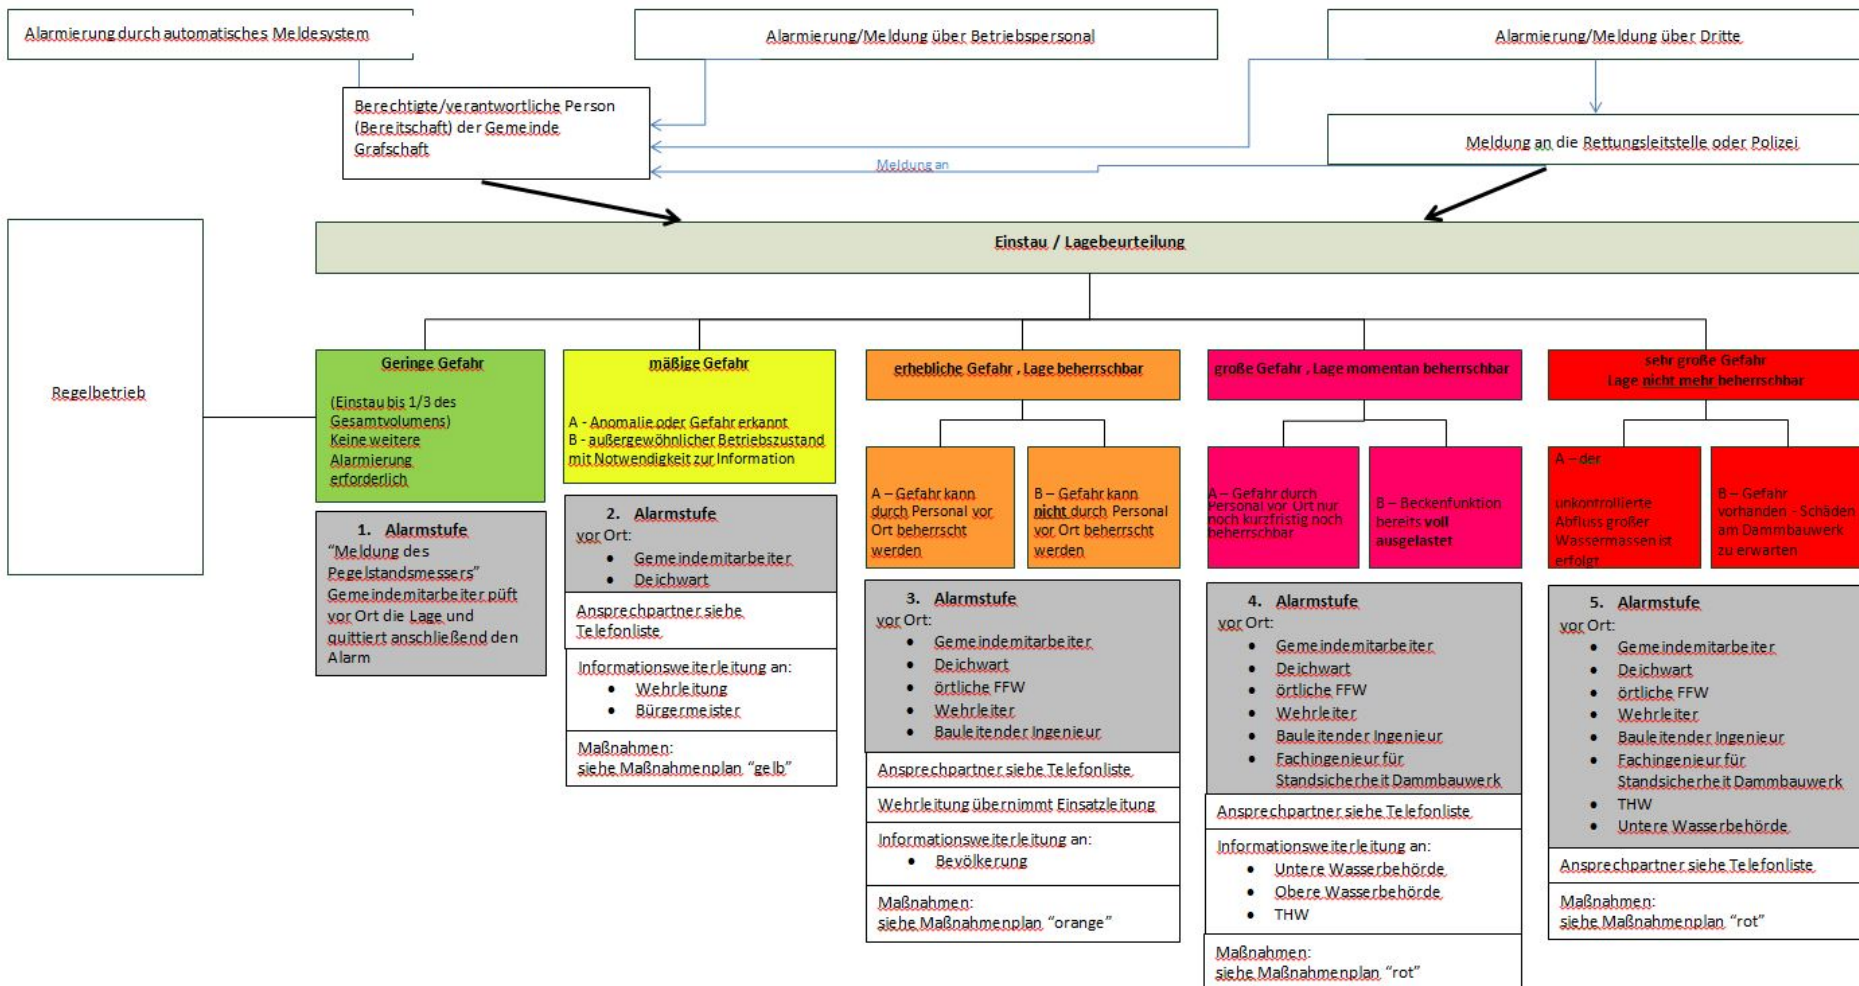 Alarmierung durch automatisches Meldesystem
Alarmierung/Meldung über Betriebspersonal
Alarmierung/Meldung über Dritte
Berechtigte/verantwortliche Person
(Bereitschaft) der Gemeinde
Grafschaft
Meldung an die Rettungsleitstelle oder Polizei
Meldung an
Einstau / Lagebeurteilung
Regelbetrieb
Geringe Gefahr
(Einstau bis 1/3 des
Gesamtvolumens)
Keine weitere
Alarmierung
erforderlich
1. Alarmstufe
“Meldung des
Pegelstandsmessers”
Gemeindemitarbeiter püft
vor Ort die Lage und
quittiert anschließend den
Alarm
mäßige Gefahr
A - Anomalie oder Gefahr erkannt
B - außergewöhnlicher Betriebszustand
mit Notwendigkeit zur Information
2. Alarmstufe
vor Ort:
• Gemeindemitarbeiter
• Deichwart
Ansprechpartner siehe
Telefonliste
Informationsweiterleitung an:
• Wehrleitung
• Bürgermeister
Maßnahmen:
siehe Maßnahmenplan “gelb”
erhebliche Gefahr , Lage beherrschbar
A – Gefahr kann
durch Personal vor
Ort beherrscht
werden
B – Gefahr kann
nicht durch Personal
vor Ort beherrscht
werden
3. Alarmstufe
vor Ort:
• Gemeindemitarbeiter
• Deichwart
• örtliche FFW
• Wehrleiter
• Bauleitender Ingenieur
Ansprechpartner siehe Telefonliste
Wehrleitung übernimmt Einsatzleitung
Informationsweiterleitung an:
• Bevölkerung
Maßnahmen:
siehe Maßnahmenplan “orange”
große Gefahr , Lage momentan beherrschbar
A – Gefahr durch
Personal vor Ort nur
noch kurzfristig noch
beherrschbar
B – Beckenfunktion
bereits voll
ausgelastet
4. Alarmstufe
vor Ort:
• Gemeindemitarbeiter
• Deichwart
• örtliche FFW
• Wehrleiter
• Bauleitender Ingenieur
• Fachingenieur für
Standsicherheit Dammbauwerk
Ansprechpartner siehe Telefonliste
Informationsweiterleitung an:
• Untere Wasserbehörde
• Obere Wasserbehörde
• THW
Maßnahmen:
siehe Maßnahmenplan “rot”
sehr große Gefahr
Lage nicht mehr beherrschbar
A – der
unkontrollierte
Abfluss großer
Wassermassen ist
erfolgt
B – Gefahr
vorhanden - Schäden
am Dammbauwerk
zu erwarten
5. Alarmstufe
vor Ort:
• Gemeindemitarbeiter
• Deichwart
• örtliche FFW
• Wehrleiter
• Bauleitender Ingenieur
• Fachingenieur für
Standsicherheit Dammbauwerk
• THW
• Untere Wasserbehörde
Ansprechpartner siehe Telefonliste
Maßnahmen:
siehe Maßnahmenplan “rot”